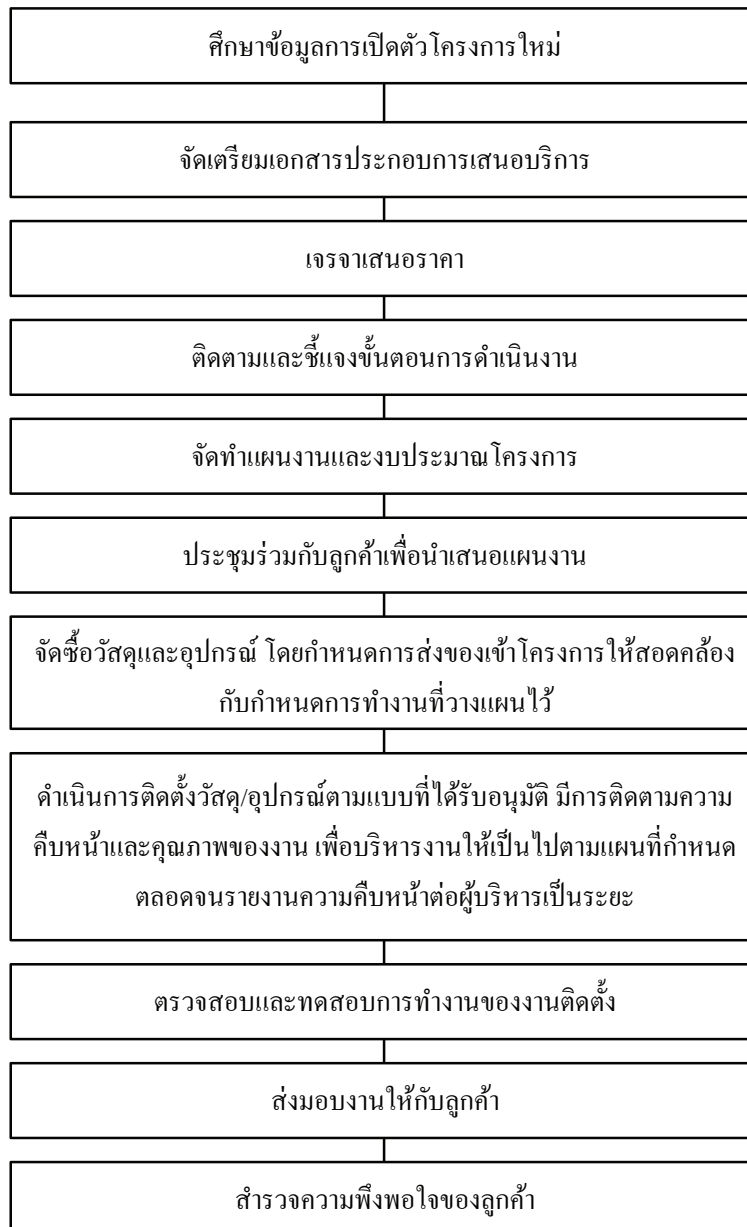 ศึกษาข้อมูลการเปิดตัวโครงการใหม่
จัดเตรียมเอกสารประกอบการเสนอบริการ
เจรจาเสนอราคา
ติดตามและชี้แจงขั้นตอนการดำเนินงาน
จัดทำแผนงานและงบประมาณโครงการ
ประชุมร่วมกับลูกค้าเพื่อนำเสนอแผนงาน
จัดซื้อวัสดุและอุปกรณ์ โดยกำหนดการส่งของเข้าโครงการให้สอดคล้อง
กับกำหนดการทำงานที่วางแผนไว้
ดำเนินการติดตั้งวัสดุ/อุปกรณ์ตามแบบที่ได้รับอนุมัติ มีการติดตามความ
คืบหน้าและคุณภาพของงาน เพื่อบริหารงานให้เป็นไปตามแผนที่กำหนด
ตลอดจนรายงานความคืบหน้าต่อผู้บริหารเป็นระยะ
ตรวจสอบและทดสอบการทำงานของงานติดตั้ง
ส่งมอบงานให้กับลูกค้า
สำรวจความพึงพอใจของลูกค้า